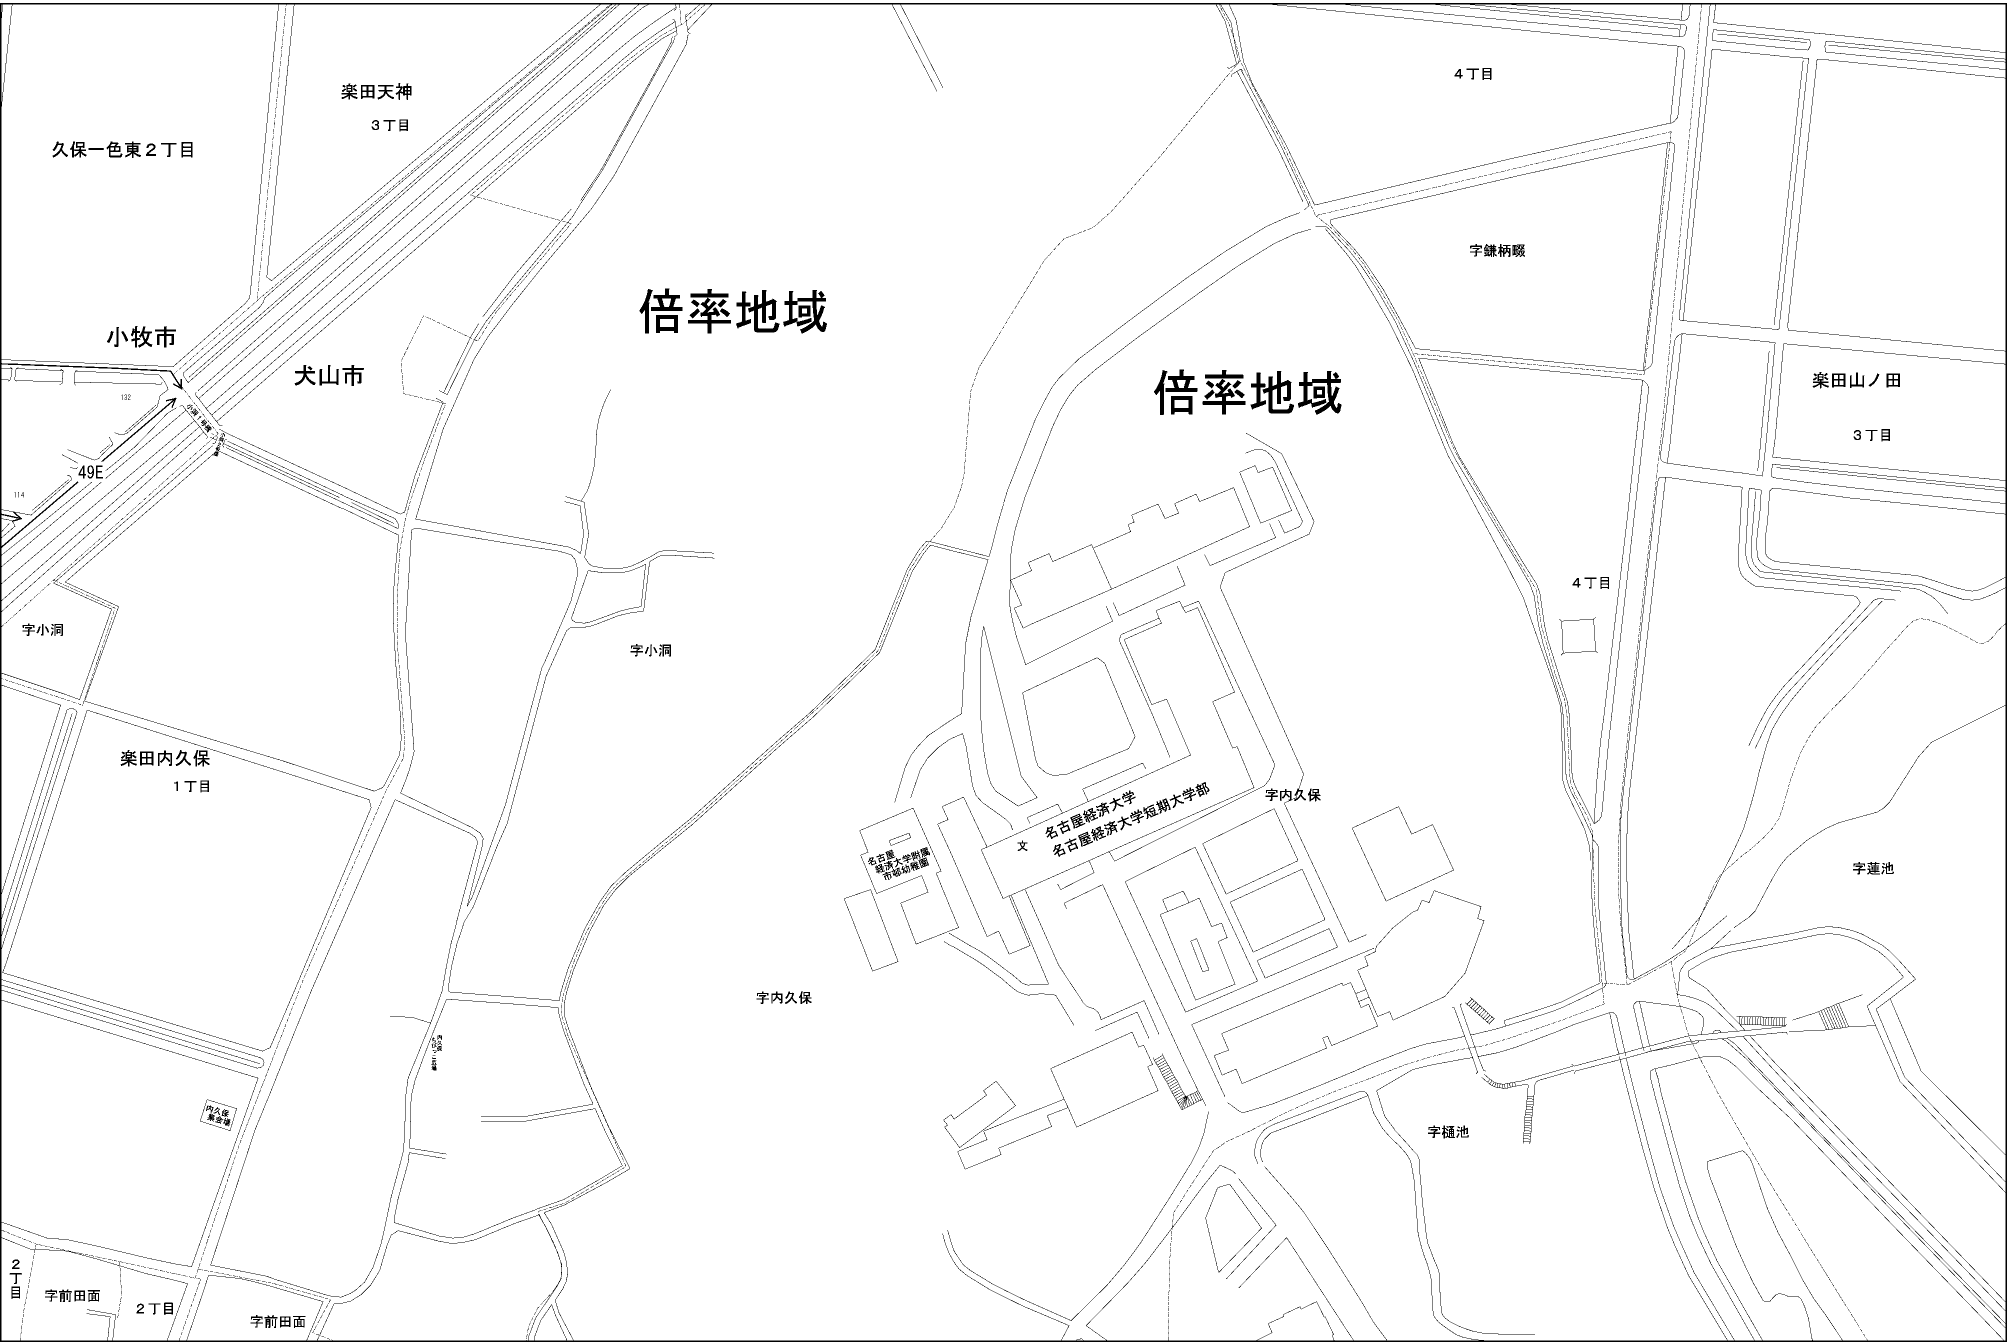 楽田天神
３丁目
久保一色東２丁目
４丁目
字鎌柄畷
倍率地域
小牧市
犬山市
倍率地域
楽田山ノ田
３丁目
132
49E
114
４丁目
字小洞
字小洞
楽田内久保
１丁目
字内久保
名古屋経済大学
名古屋経済大学短期大学部
文
名古屋
経済大学附属
市邨幼稚園
字蓮池
字内久保
内久保
集会場
字樋池
２丁目
字前田面
２丁目
字前田面